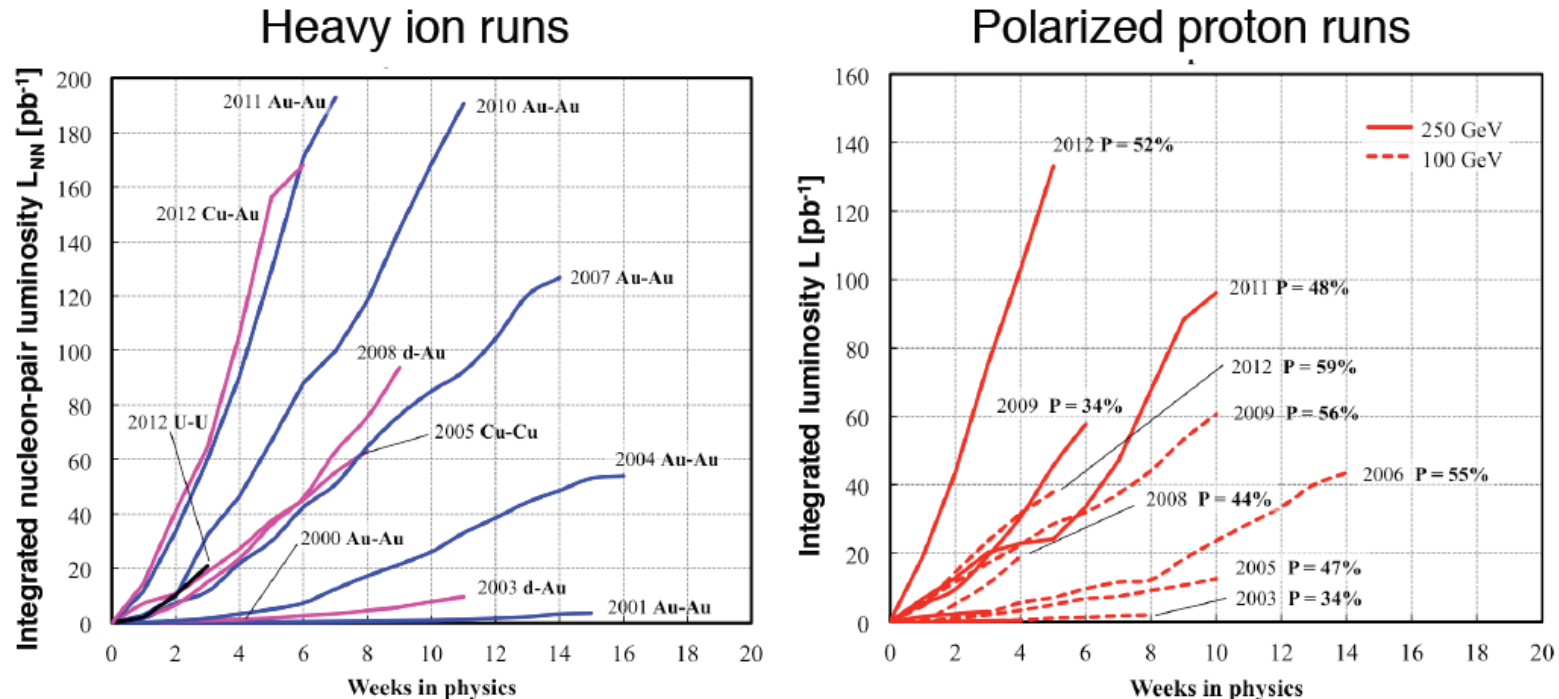 Heavy ion runs
Integrated nucleon-pair luminosity L_NN [pb⁻¹]
200
180
160
140
120
100
80
60
40
20
0
2011 Au-Au
2010 Au-Au
2012 Cu-Au
2007 Au-Au
2008 d-Au
2012 U-U
2005 Cu-Cu
2004 Au-Au
2000 Au-Au
2003 d-Au
2001 Au-Au
0 2 4 6 8 10 12 14 16 18 20
Weeks in physics
Polarized proton runs
Integrated luminosity L [pb⁻¹]
160
140
120
100
80
60
40
20
0
250 GeV
100 GeV
2012 P = 52%
2011 P = 48%
2012 P = 59%
2009 P = 34%
2009 P = 56%
2006 P = 55%
2008 P = 44%
2005 P = 47%
2003 P = 34%
0 2 4 6 8 10 12 14 16 18 20
Weeks in physics